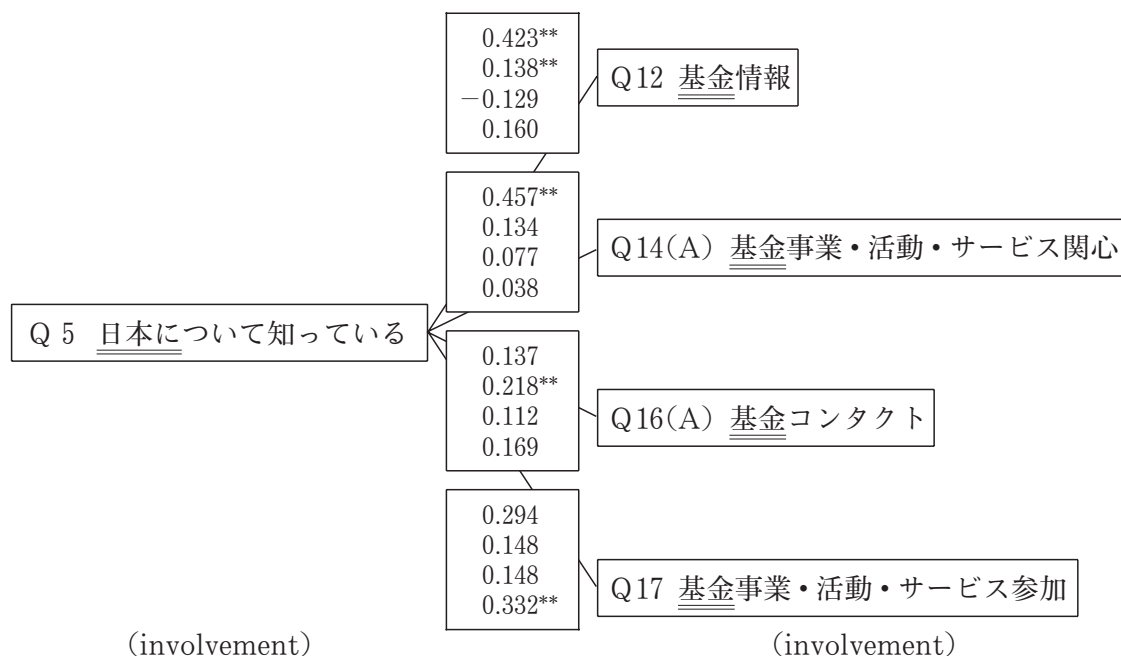 0.423**
0.138**
－0.129
0.160
Q12 基金情報
0.457**
0.134
0.077
0.038
Q14(A) 基金事業・活動・サービス関心
Q 5 日本について知っている
0.137
0.218**
0.112
0.169
Q16(A) 基金コンタクト
0.294
0.148
0.148
0.332**
Q17 基金事業・活動・サービス参加
(involvement)
(involvement)